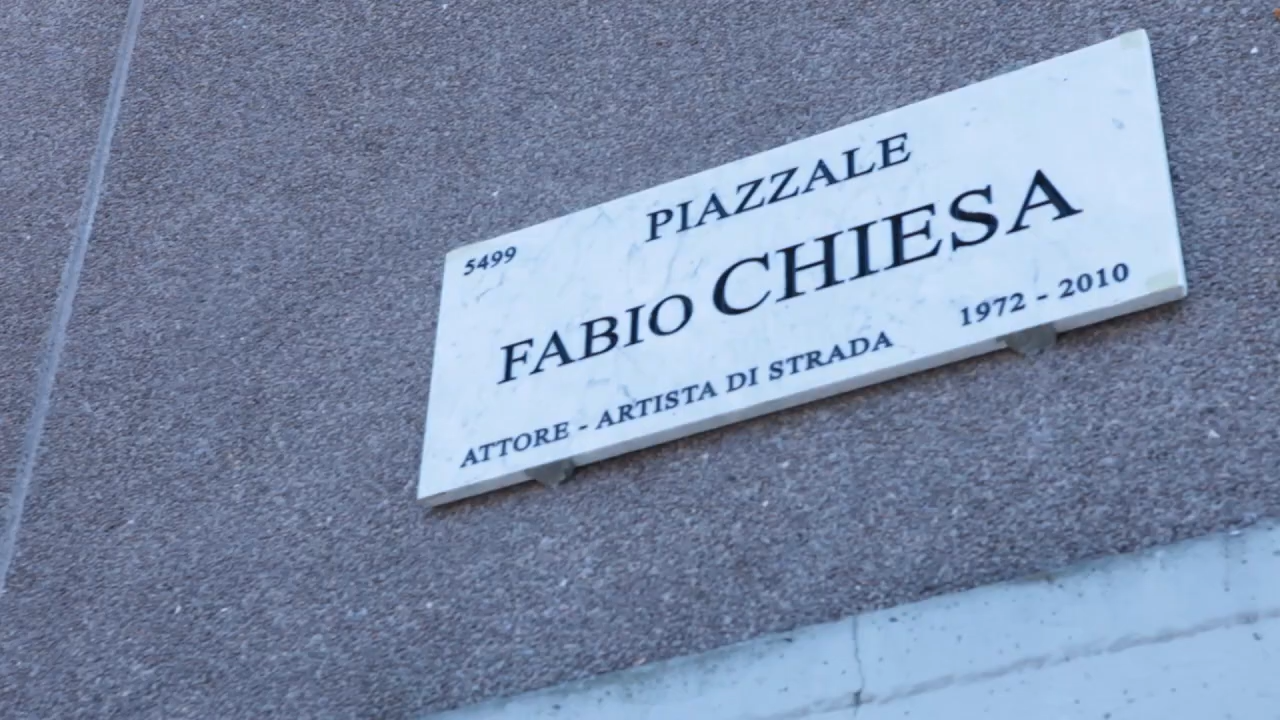 PIAZZALE
5499
FABIO CHIESA
ATTORE - ARTISTA DI STRADA 1972 - 2010